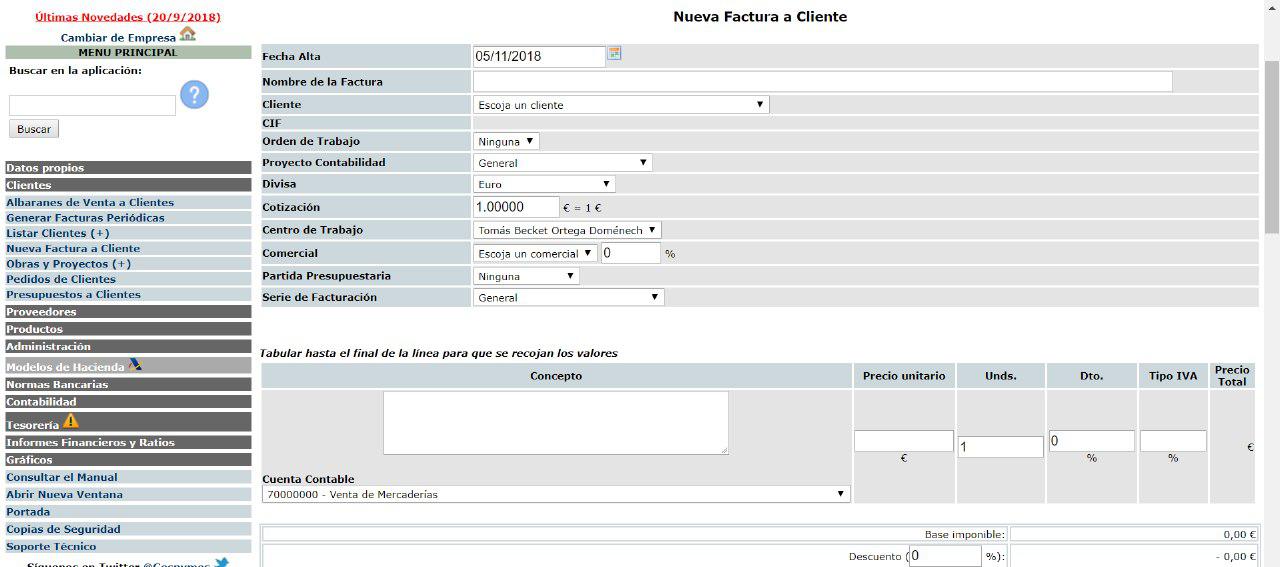 Últimas Novedades (20/9/2018)
Cambiar de Empresa
MENU PRINCIPAL
Buscar en la aplicación:
?
Buscar
Datos propios
Clientes
Albaranes de Venta a Clientes
Generar Facturas Periódicas
Listar Clientes (+)
Nueva Factura a Cliente
Obras y Proyectos (+)
Pedidos de Clientes
Presupuestos a Clientes
Proveedores
Productos
Administración
Modelos de Hacienda
Normas Bancarias
Contabilidad
Tesorería
Informes Financieros y Ratios
Gráficos
Consultar el Manual
Abrir Nueva Ventana
Portada
Copias de Seguridad
Soporte Técnico
Síguenos en Twitter @Gespymes
Nueva Factura a Cliente
Fecha Alta 05/11/2018
Nombre de la Factura
Cliente Escoja un cliente
CIF
Orden de Trabajo Ninguna
Proyecto Contabilidad General
Divisa Euro
Cotización 1.00000 € = 1 €
Centro de Trabajo Tomás Becket Ortega Doménech
Comercial Escoja un comercial 0 %
Partida Presupuestaria Ninguna
Serie de Facturación General
Tabular hasta el final de la línea para que se recojan los valores
Concepto Precio unitario Unds. Dto. Tipo IVA Precio Total
1 0 €
€ % %
Cuenta Contable
70000000 - Venta de Mercaderías
Base imponible: 0,00 €
Descuento (0 %): - 0,00 €